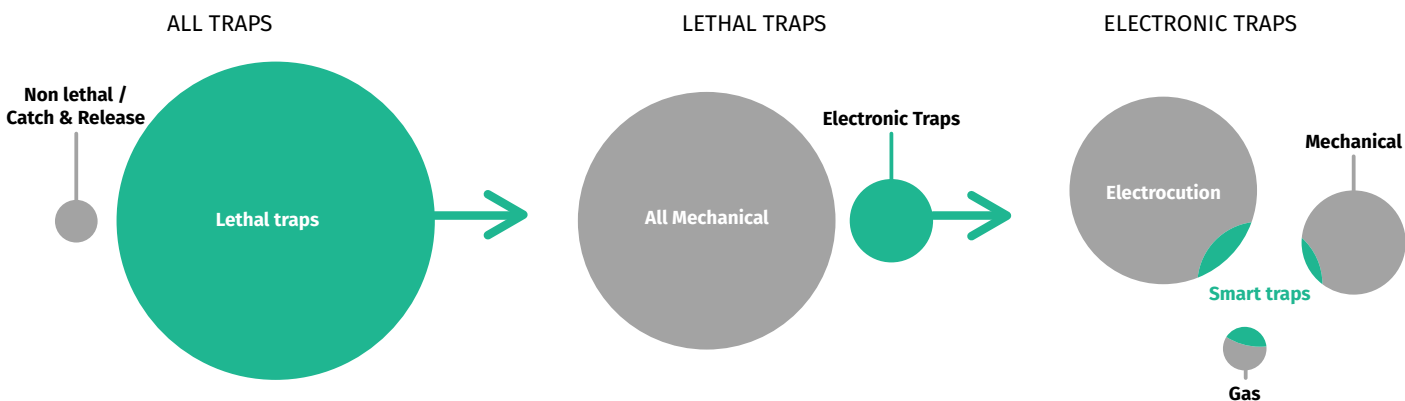 ALL TRAPS
LETHAL TRAPS
ELECTRONIC TRAPS
Non lethal /
Catch & Release
Lethal traps
All Mechanical
Electronic Traps
Electrocution
Mechanical
Smart traps
Gas